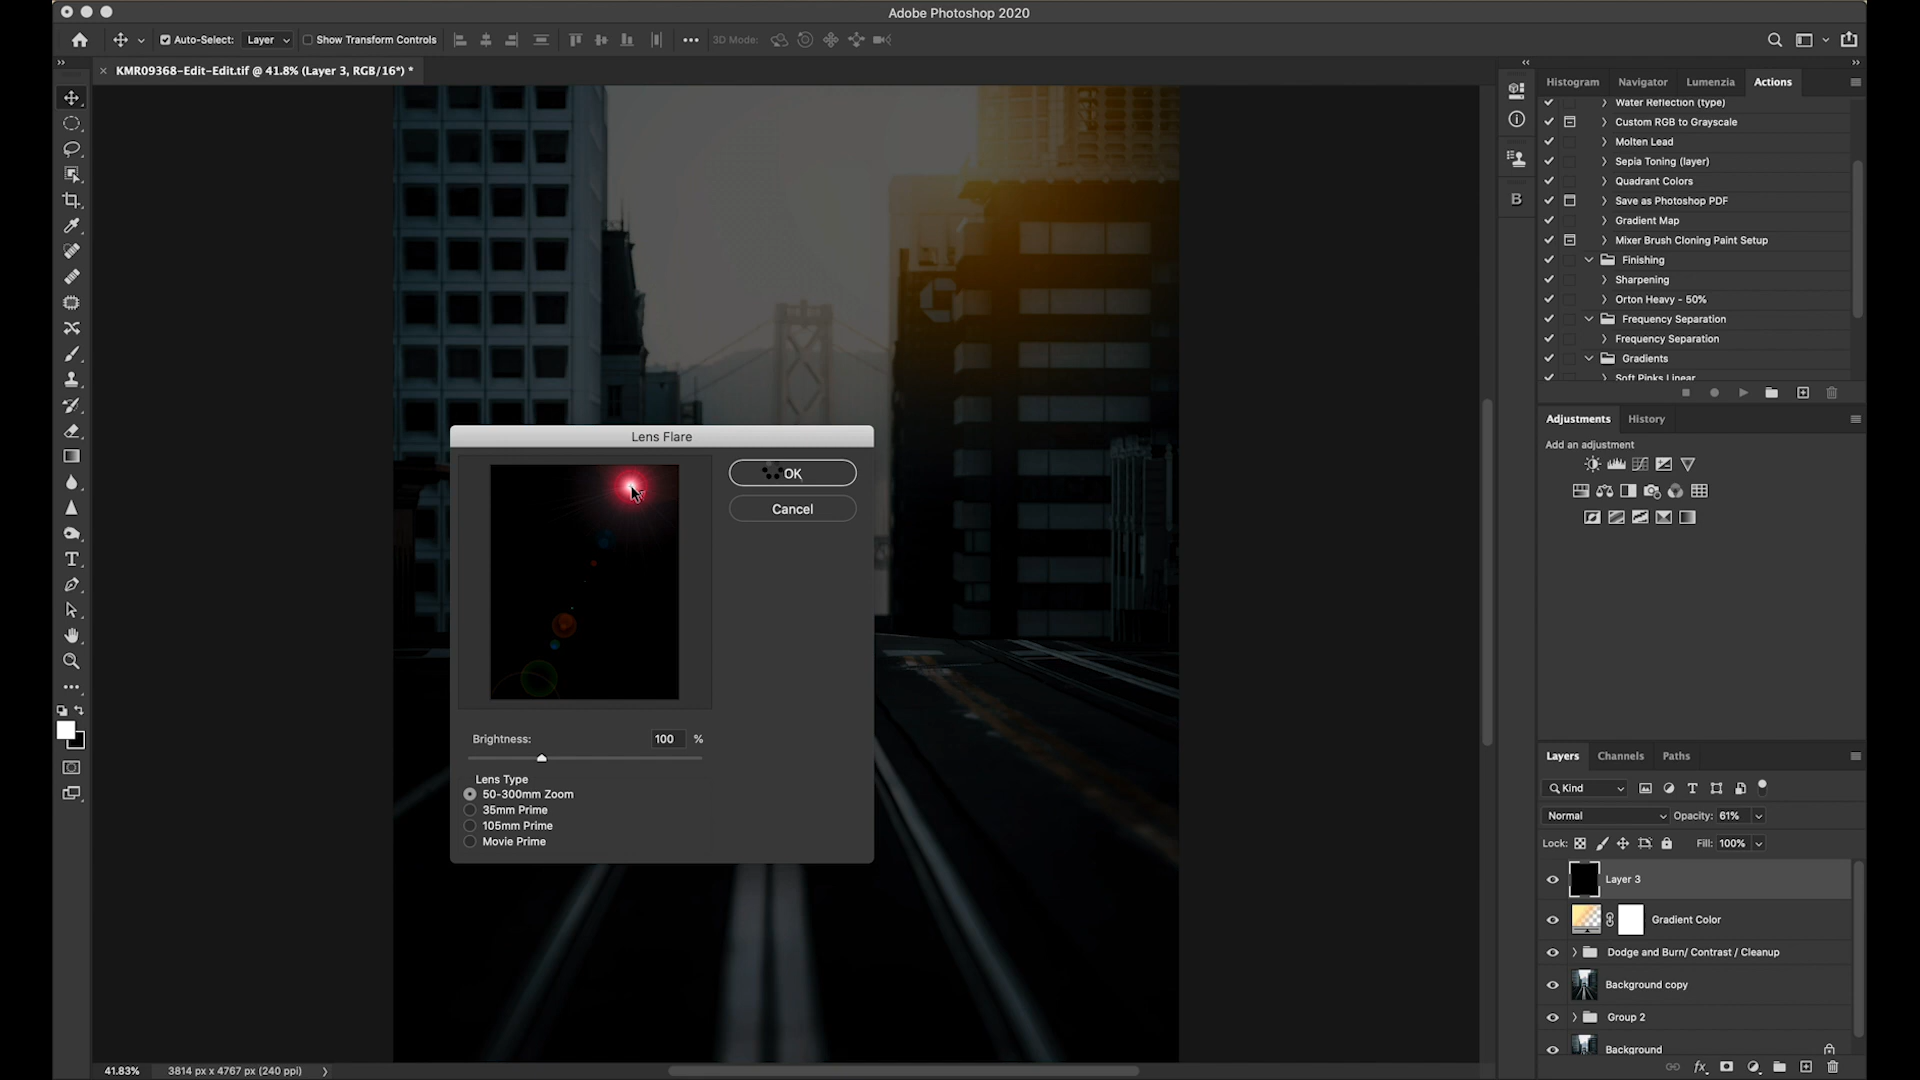 Adobe Photoshop 2020
Auto-Select: Layer Show Transform Controls 3D Mode:
KMR09368-Edit-Edit.tif @ 41.8% (Layer 3, RGB/16*) *
Histogram Navigator Lumenzia Actions
Water Reflection (type)
Custom RGB to Grayscale
Molten Lead
Sepia Toning (layer)
Quadrant Colors
Save as Photoshop PDF
Gradient Map
Mixer Brush Cloning Paint Setup
Finishing
Sharpening
Orton Heavy - 50%
Frequency Separation
Frequency Separation
Gradients
Soft Pinks Linear
Adjustments History
Add an adjustment
Lens Flare
OK
Cancel
Brightness: 100 %
Lens Type
50-300mm Zoom
35mm Prime
105mm Prime
Movie Prime
Layers Channels Paths
Kind
Normal Opacity: 61%
Lock: Fill: 100%
Layer 3
Gradient Color
Dodge and Burn/ Contrast / Cleanup
Background copy
Group 2
Background
41.83% 3814 px x 4767 px (240 ppi)